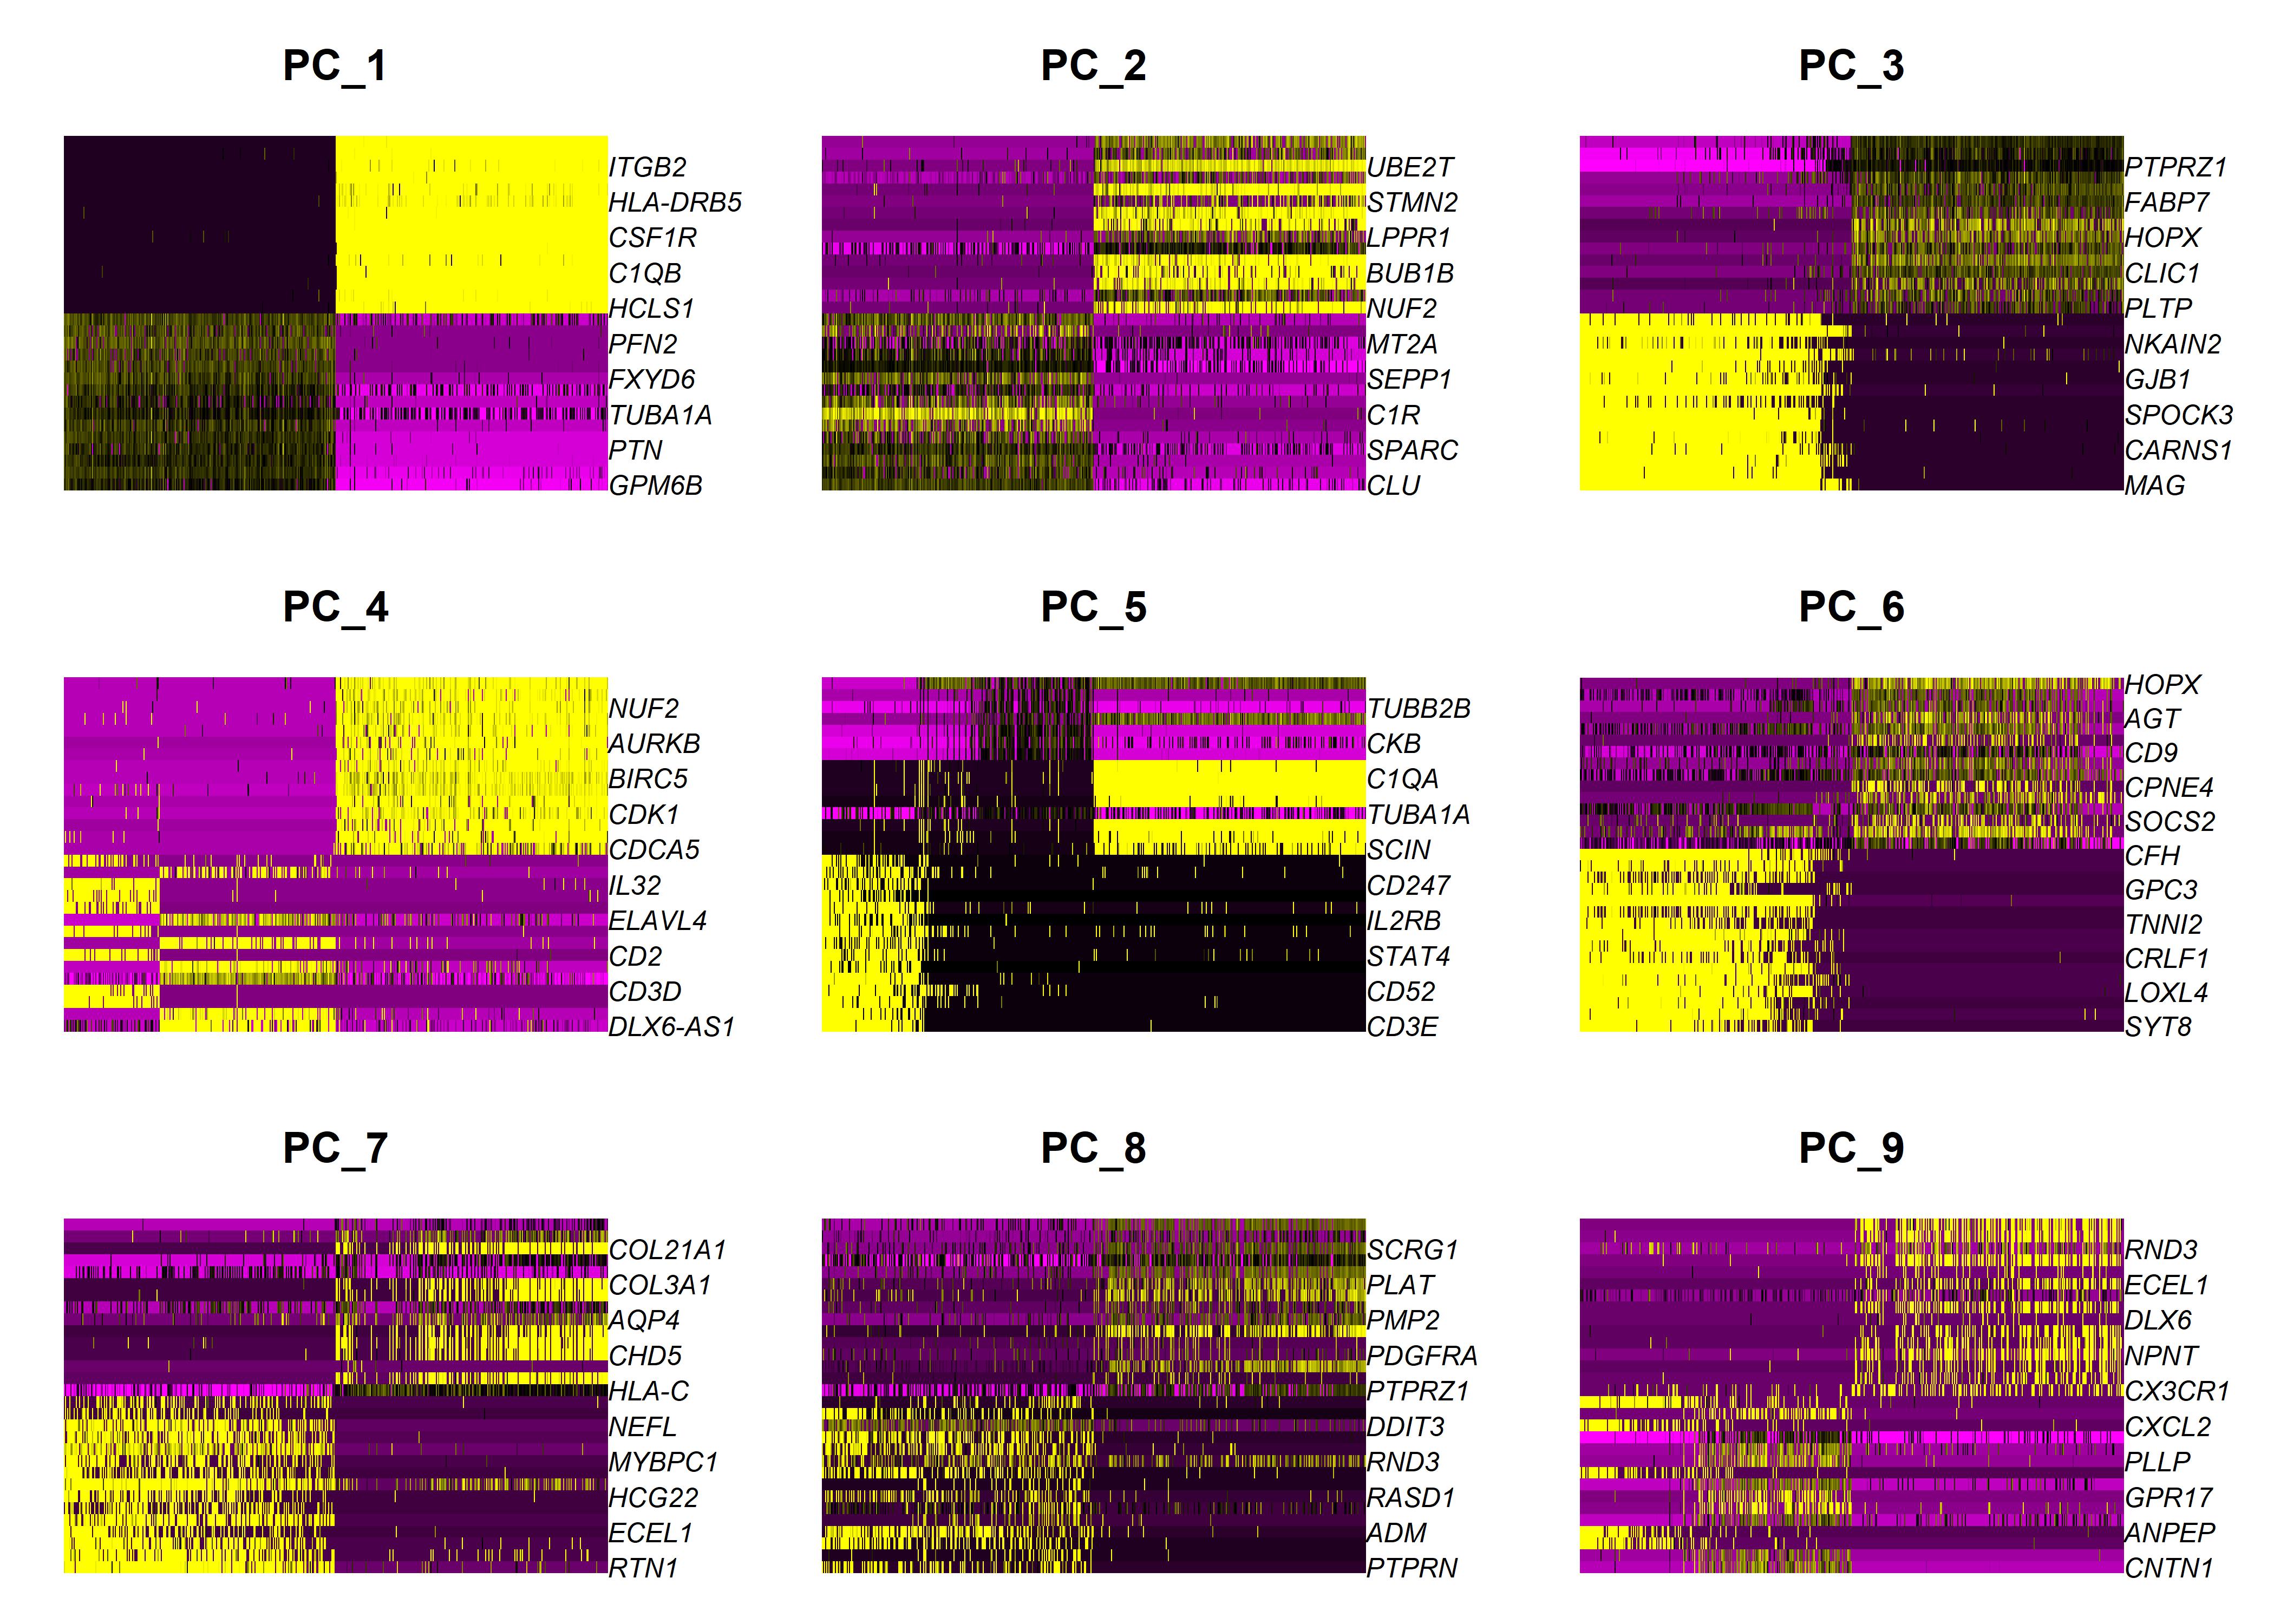 PC_1
ITGB2
HLA-DRB5
CSF1R
C1QB
HCLS1
PFN2
FXYD6
TUBA1A
PTN
GPM6B
PC_2
UBE2T
STMN2
LPPR1
BUB1B
NUF2
MT2A
SEPP1
C1R
SPARC
CLU
PC_3
PTPRZ1
FABP7
HOPX
CLIC1
PLTP
NKAIN2
GJB1
SPOCK3
CARNS1
MAG
PC_4
NUF2
AURKB
BIRC5
CDK1
CDCA5
IL32
ELAVL4
CD2
CD3D
DLX6-AS1
PC_5
TUBB2B
CKB
C1QA
TUBA1A
SCIN
CD247
IL2RB
STAT4
CD52
CD3E
PC_6
HOPX
AGT
CD9
CPNE4
SOCS2
CFH
GPC3
TNNI2
CRLF1
LOXL4
SYT8
PC_7
COL21A1
COL3A1
AQP4
CHD5
HLA-C
NEFL
MYBPC1
HCG22
ECEL1
RTN1
PC_8
SCRG1
PLAT
PMP2
PDGFRA
PTPRZ1
DDIT3
RND3
RASD1
ADM
PTPRN
PC_9
RND3
ECEL1
DLX6
NPNT
CX3CR1
CXCL2
PLLP
GPR17
ANPEP
CNTN1